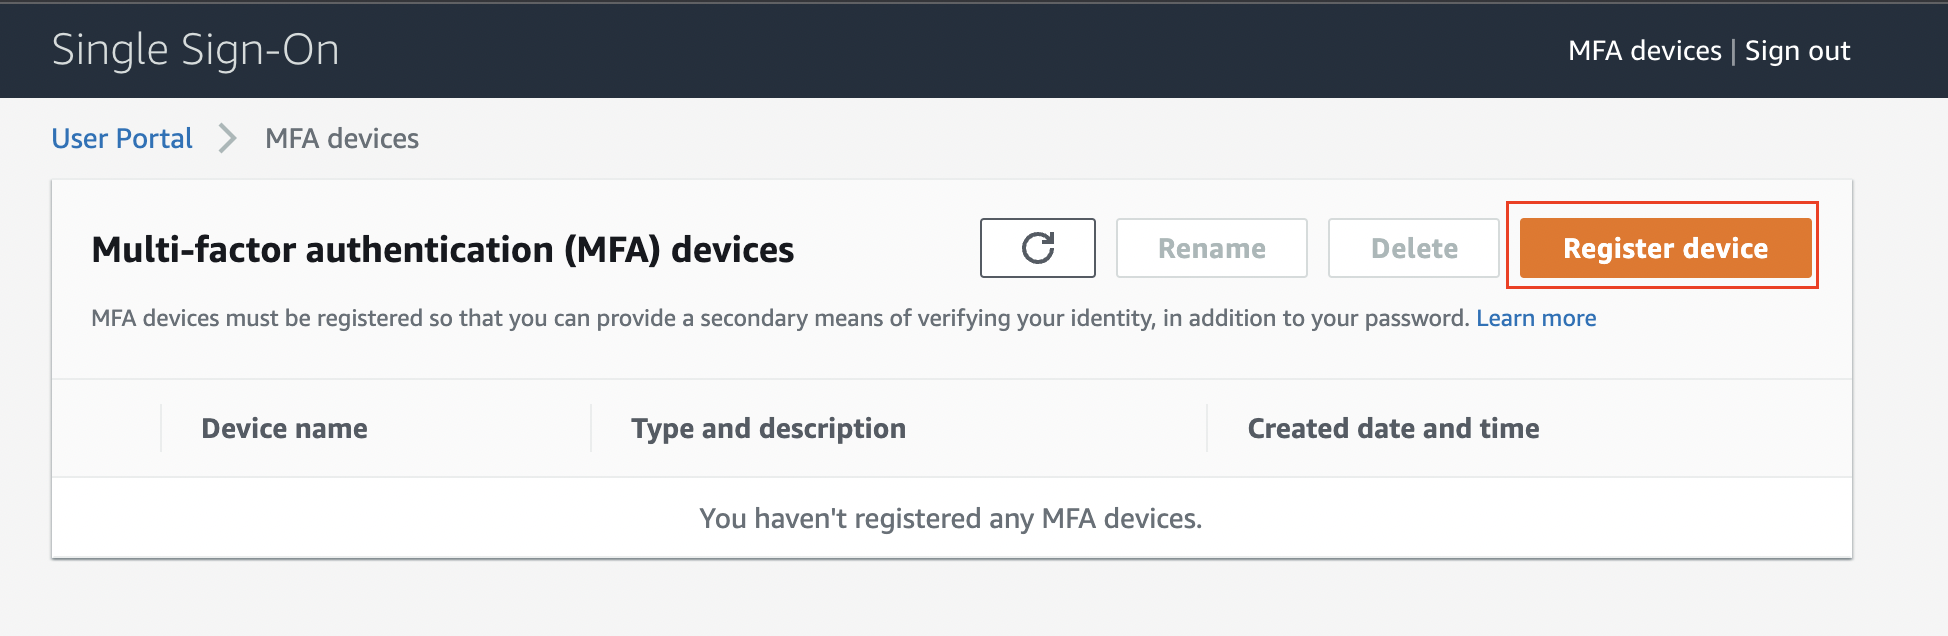 Single Sign-On
MFA devices | Sign out
User Portal > MFA devices
Multi-factor authentication (MFA) devices
Rename
Delete
Register device
MFA devices must be registered so that you can provide a secondary means of verifying your identity, in addition to your password. Learn more
Device name
Type and description
Created date and time
You haven't registered any MFA devices.